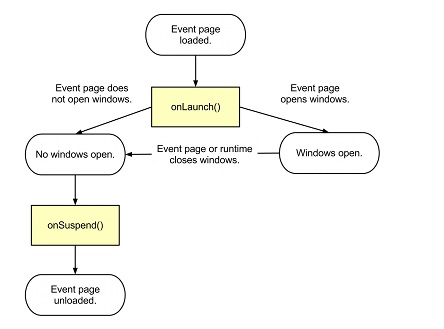 Event page
loaded.
Event page does
not open windows.
Event page
opens windows.
onLaunch()
No windows open.
Event page or runtime
closes windows.
Windows open.
onSuspend()
Event page
unloaded.